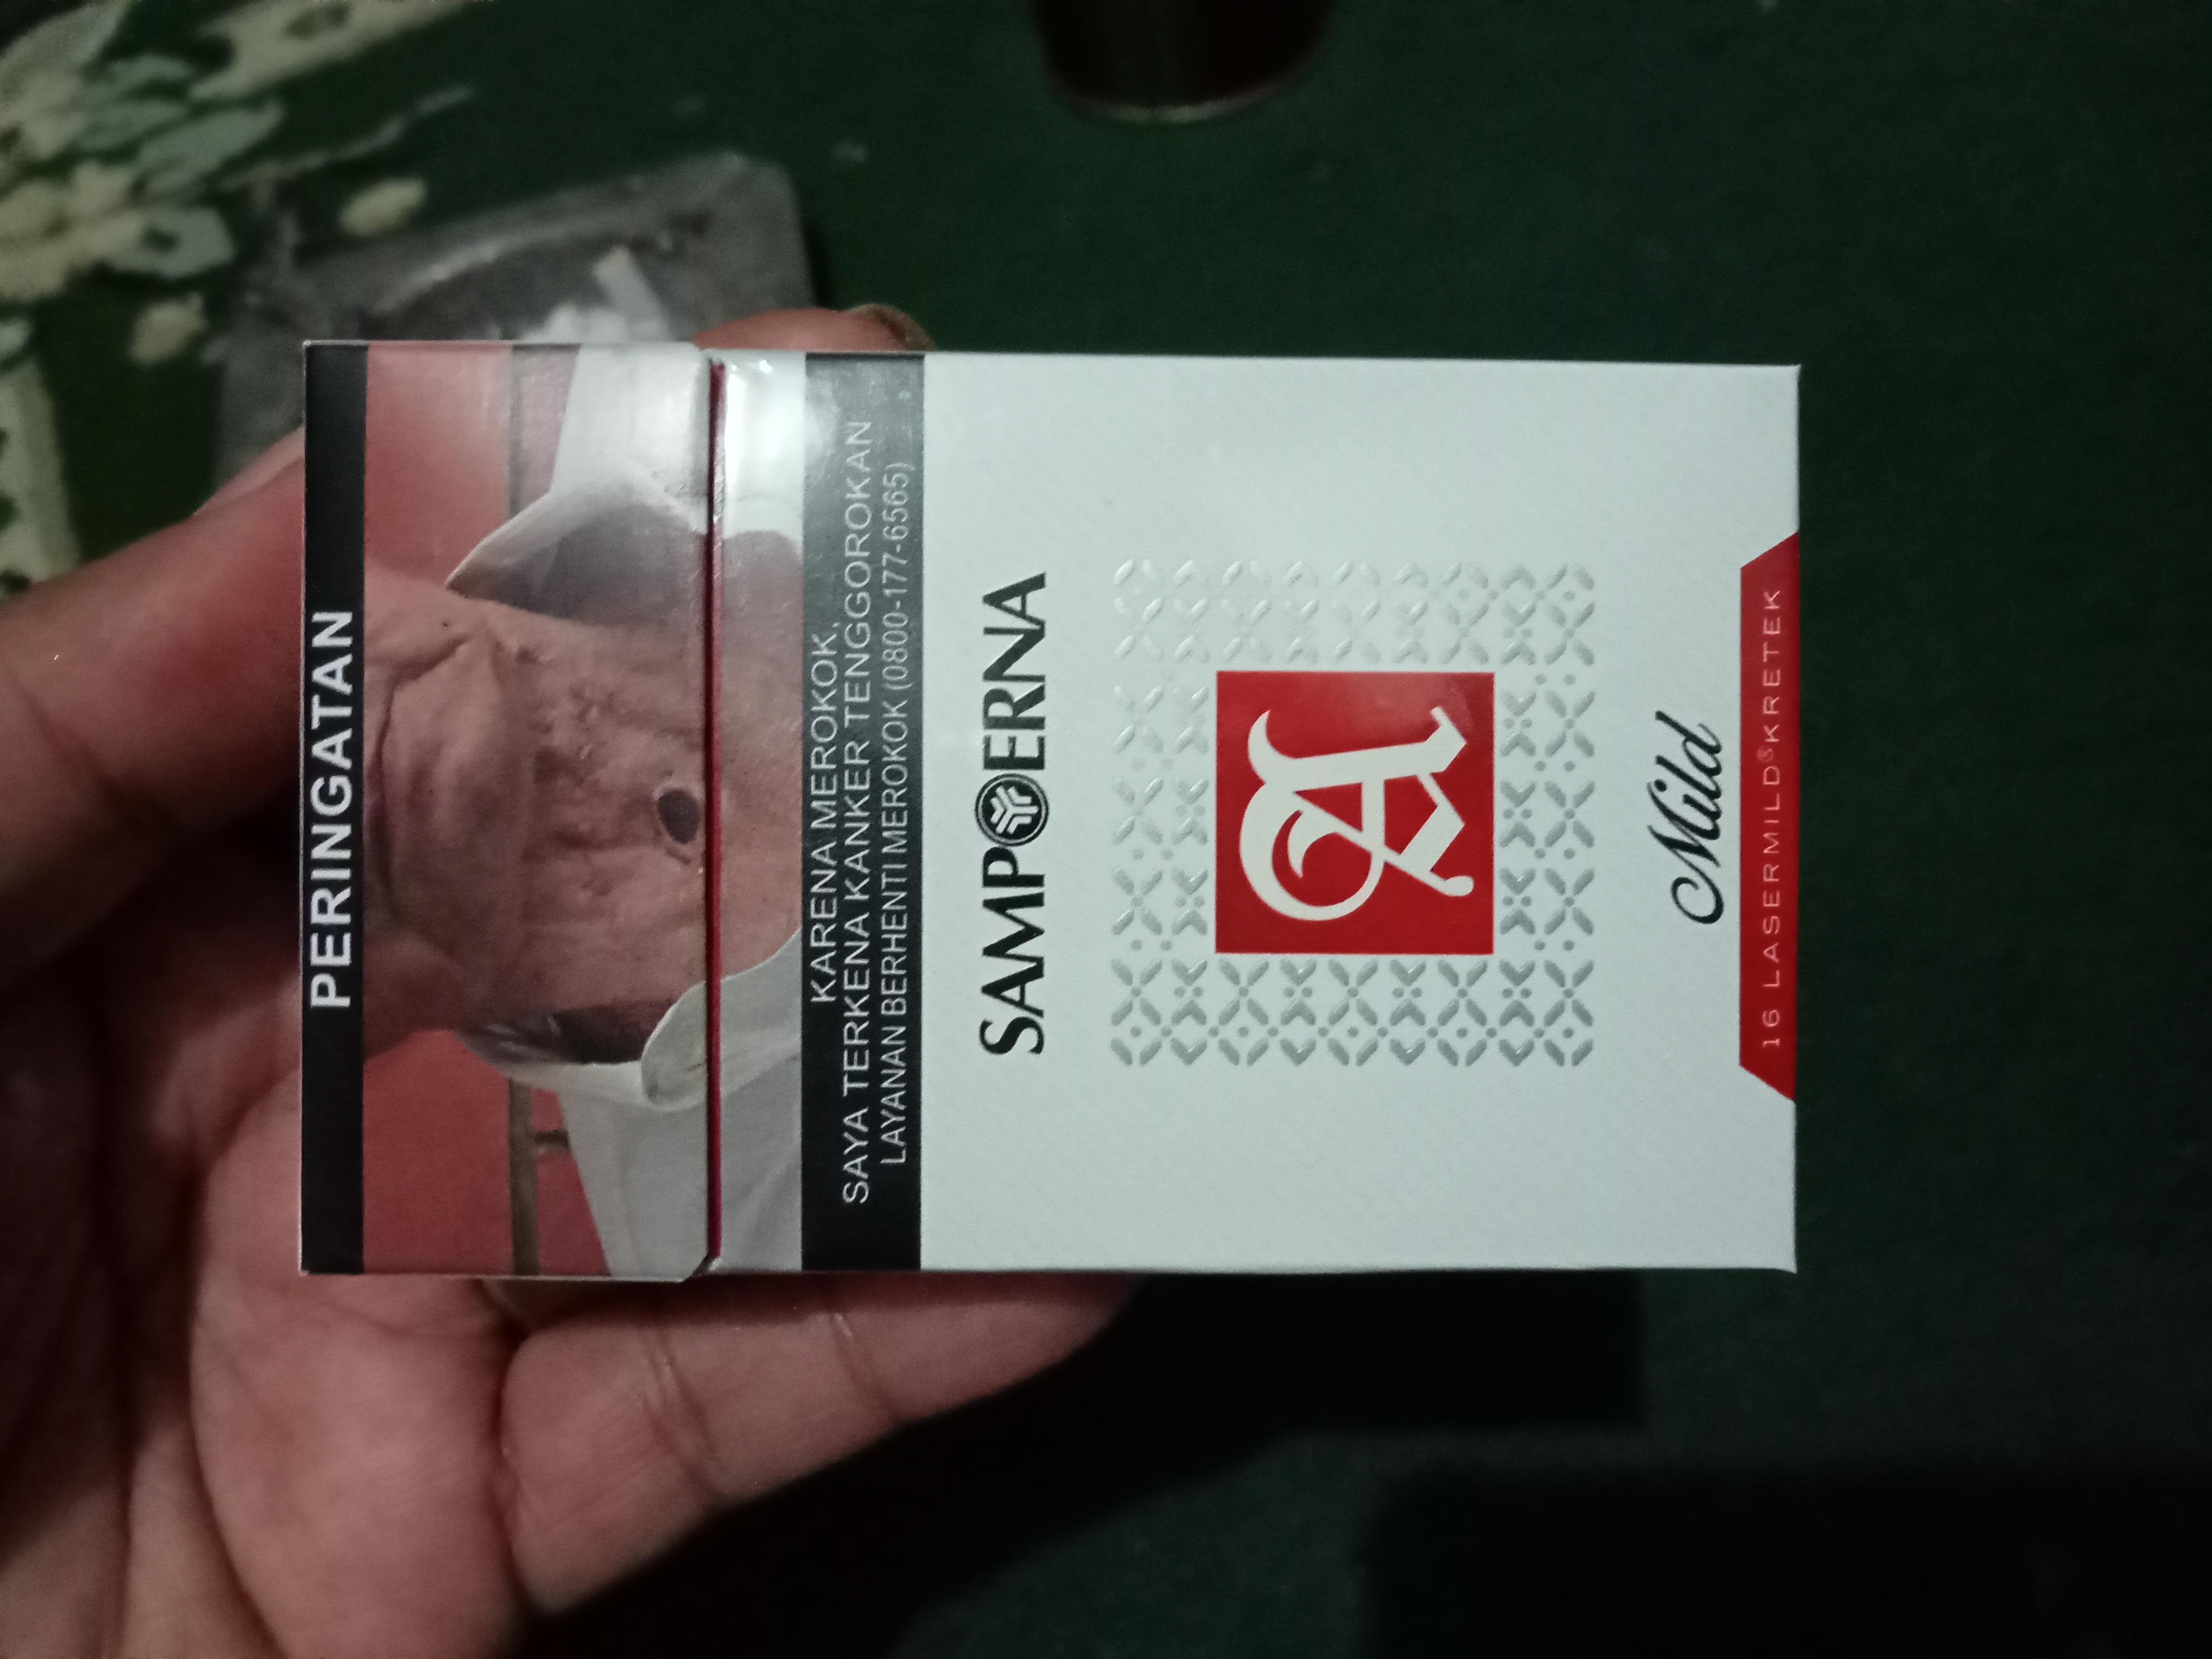 PERINGATAN
KARENA MEROKOK,
SAYA TERKENA KANKER TENGGOROKAN
LAYANAN BERHENTI MEROKOK (0800-177-6565)
SAMPOERNA
A
Mild
16 LASERMILD® KRETEK